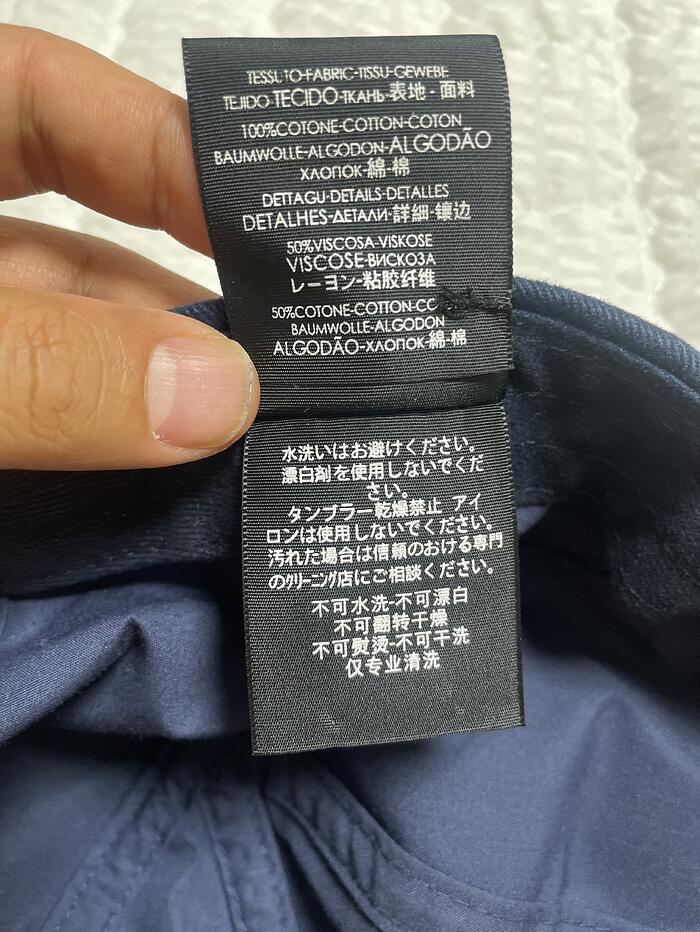 TESSUTO-FABRIC-TISSU-GEWEBE
TEJIDO-TECIDO-ТКАНЬ-表地-面料
100%COTONE-COTTON-COTON
BAUMWOLLE-ALGODON-ALGODÃO
ХЛОПОК-綿-棉
DETTAGLI-DETAILS-DETALLES
DETALHES-ДЕТАЛИ-詳細-镶边
50%VISCOSA-VISKOSE
VISCOSE-ВИСКОЗА
レーヨン-粘胶纤维
50%COTONE-COTTON-CO
BAUMWOLLE-ALGODON
ALGODÃO-ХЛОПОК-綿-棉
水洗いはお避けください。
漂白剤を使用しないでくだ
さい。
タンブラー乾燥禁止 アイ
ロンは使用しないでください。
汚れた場合は信頼のおける専門
のクリーニング店にご相談ください。
不可水洗-不可漂白
不可翻转干燥
不可熨烫-不可干洗
仅专业清洗